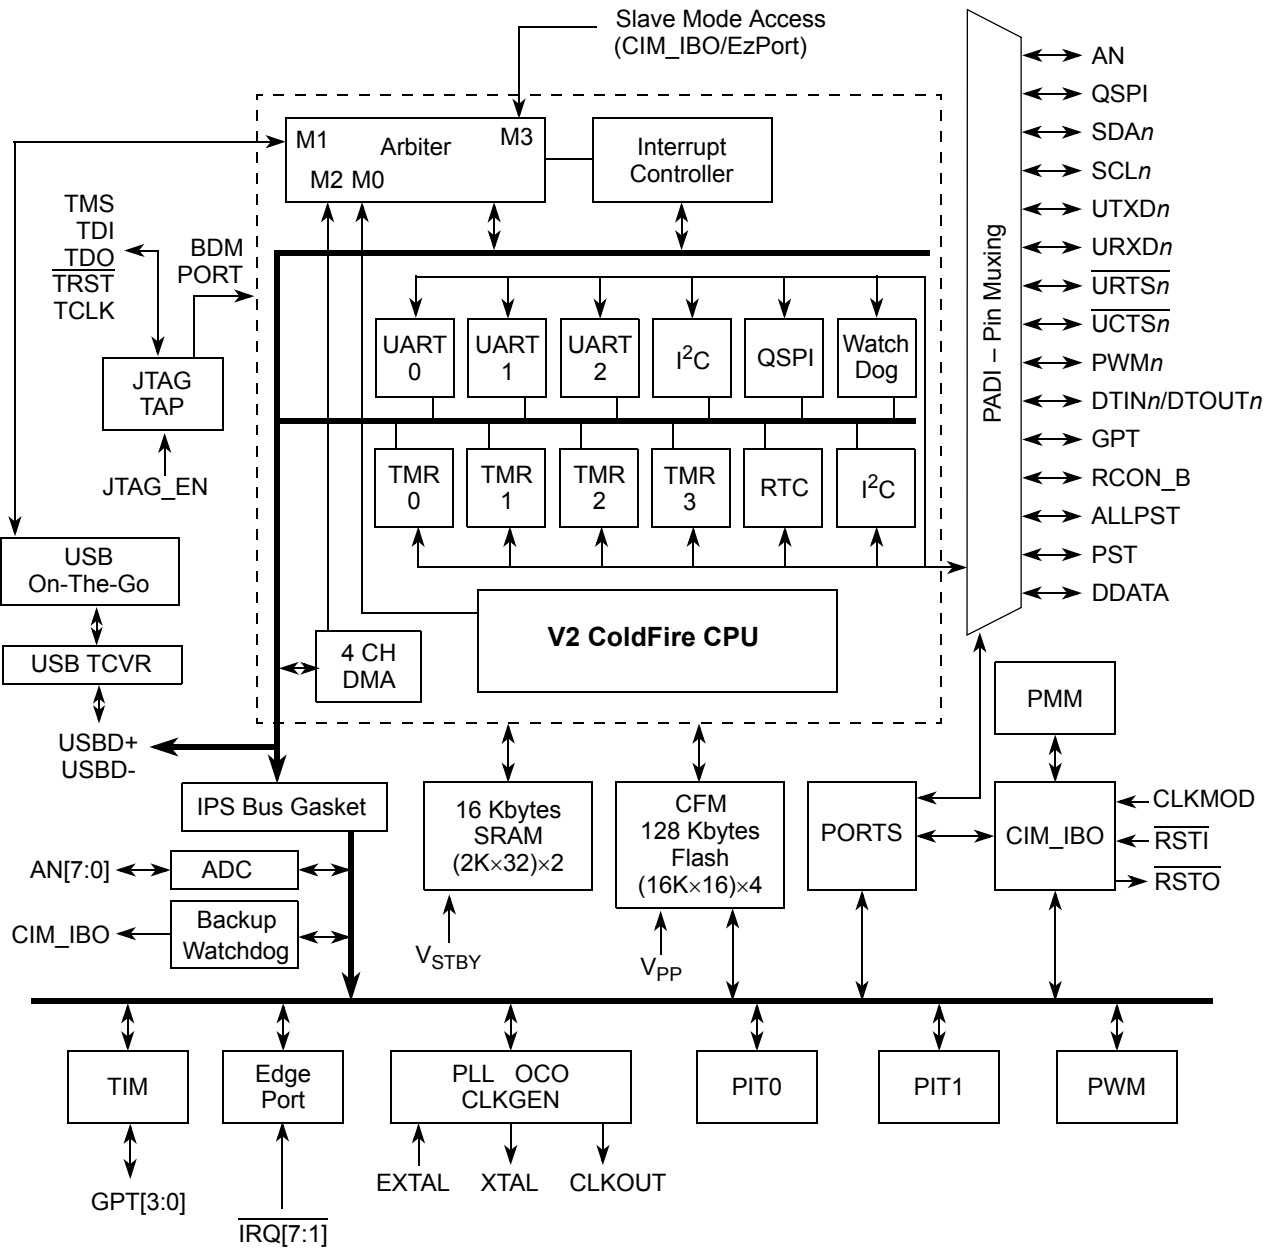 Slave Mode Access
(CIM_IBO/EzPort)
M1
Arbiter
M3
M2 M0
Interrupt
Controller
TMS
TDI
TDO
TRST
TCLK
BDM
PORT
JTAG
TAP
JTAG_EN
UART
0
UART
1
UART
2
I²C
QSPI
Watch
Dog
TMR
0
TMR
1
TMR
2
TMR
3
RTC
I²C
V2 ColdFire CPU
4 CH
DMA
USB
On-The-Go
USB TCVR
USBD+
USBD-
PADI – Pin Muxing
AN
QSPI
SDAn
SCLn
UTXDn
URXDn
URTSn
UCTSn
PWMn
DTINn/DTOUTn
GPT
RCON_B
ALLPST
PST
DDATA
PMM
IPS Bus Gasket
16 Kbytes
SRAM
(2K×32)×2
VSTBY
CFM
128 Kbytes
Flash
(16K×16)×4
VPP
PORTS
CIM_IBO
CLKMOD
RSTI
RSTO
AN[7:0]
ADC
CIM_IBO
Backup
Watchdog
TIM
Edge
Port
PLL OCO
CLKGEN
PIT0
PIT1
PWM
GPT[3:0]
IRQ[7:1]
EXTAL
XTAL
CLKOUT